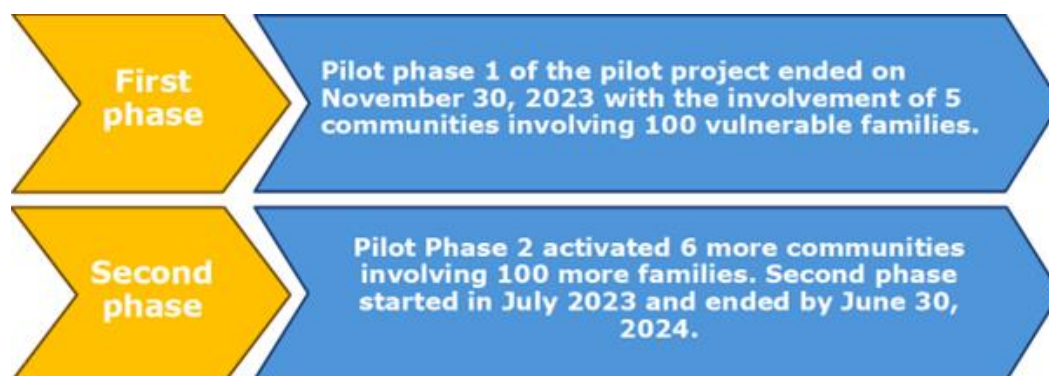 First
phase
Pilot phase 1 of the pilot project ended on
November 30, 2023 with the involvement of 5
communities involving 100 vulnerable families.
Second
phase
Pilot Phase 2 activated 6 more communities
involving 100 more families. Second phase
started in July 2023 and ended by June 30,
2024.